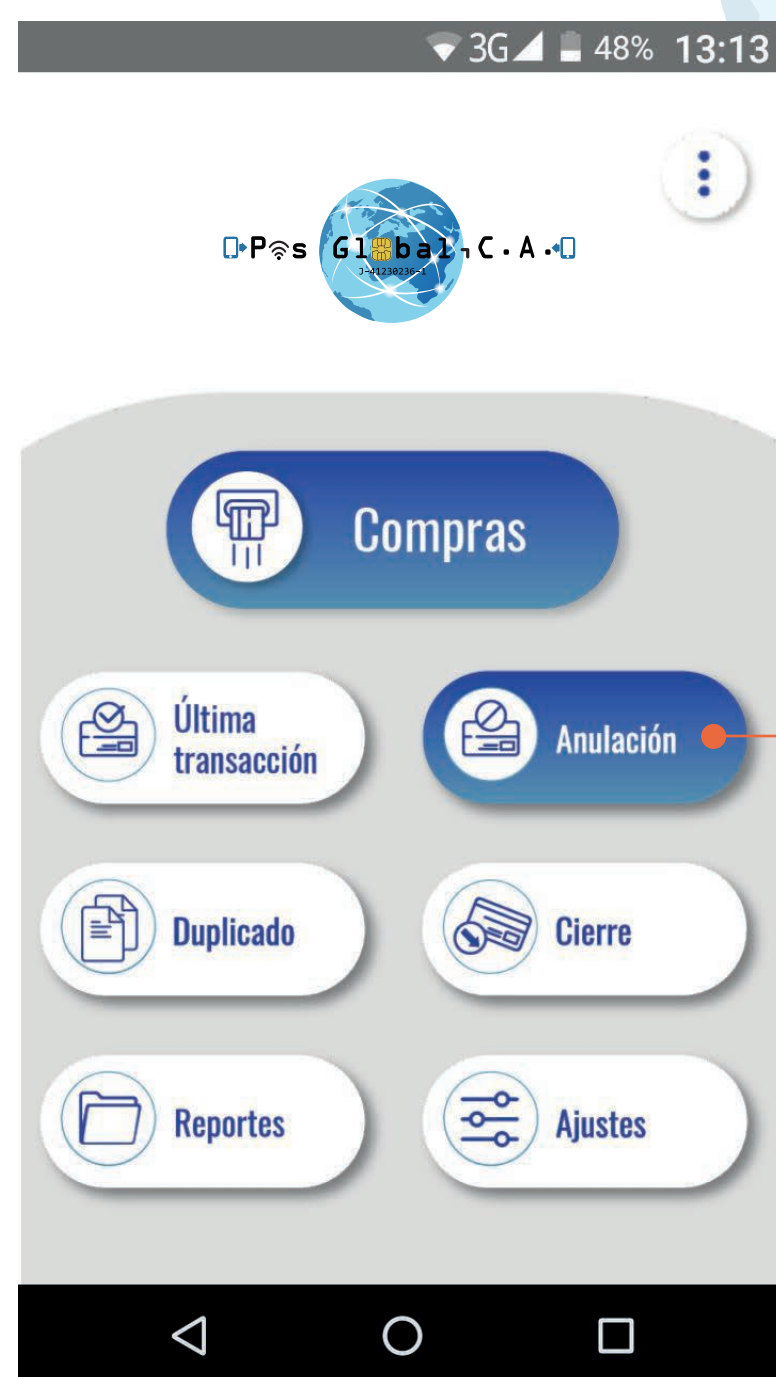 3G 48% 13:13
Pos Global, C.A.
J-41230236-1
Compras
Última
transacción
Anulación
Duplicado
Cierre
Reportes
Ajustes